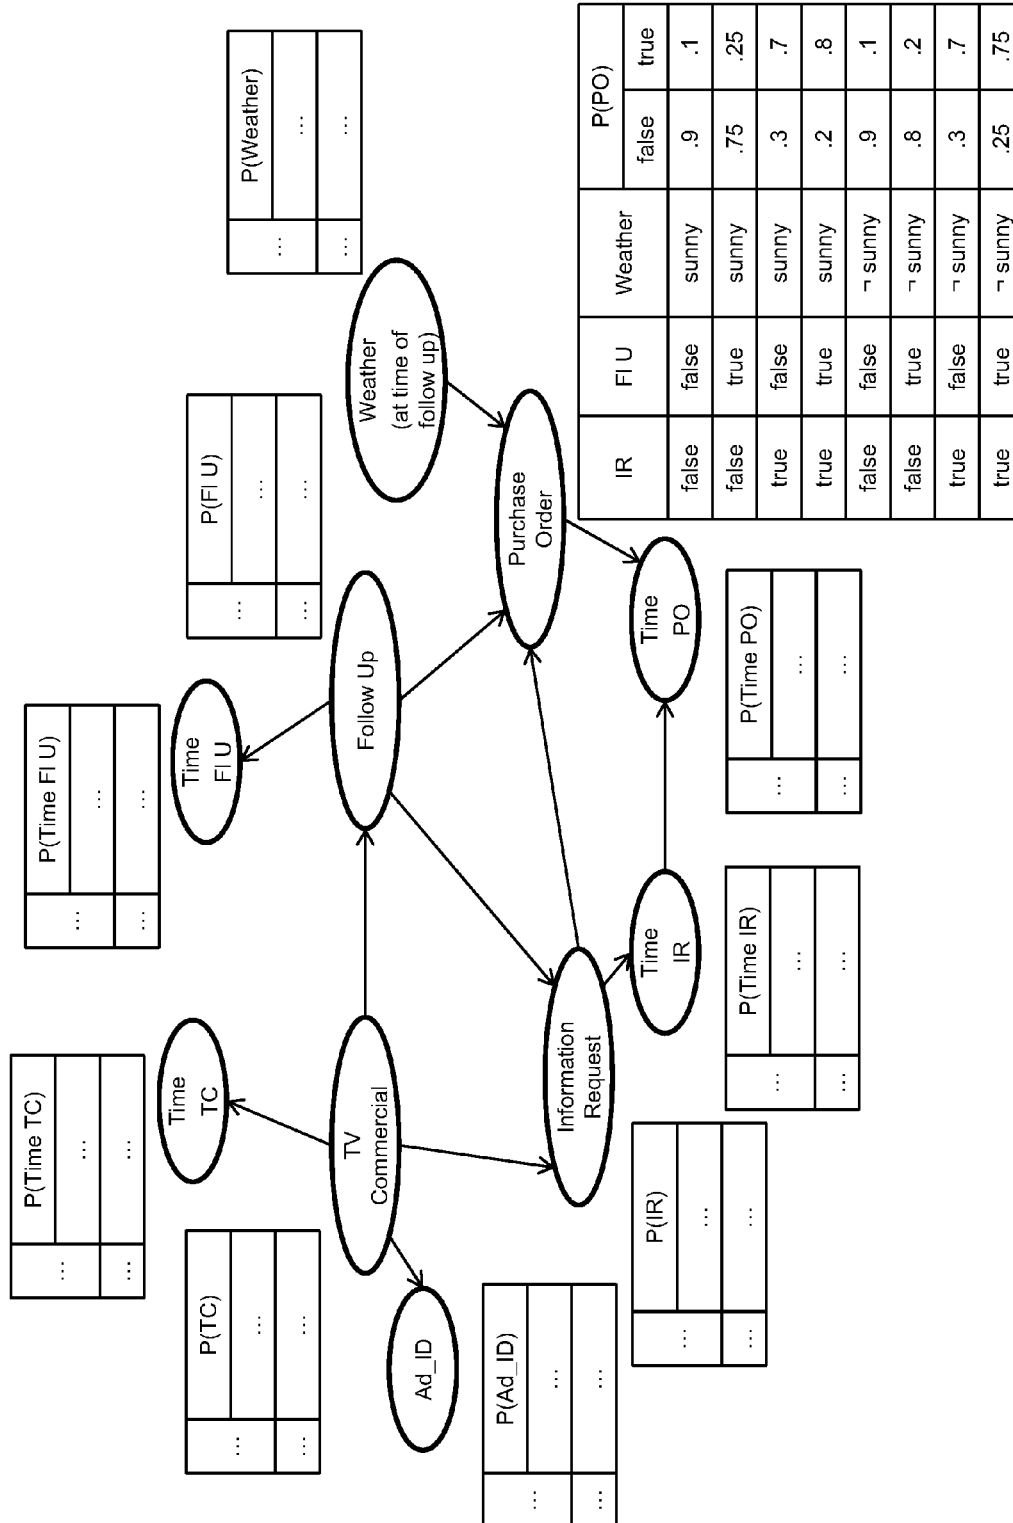 P(Time TC)
… …
… …
P(Time Fl U)
… …
… …
P(TC)
… …
… …
Time
TC
Time
Fl U
P(Fl U)
… …
… …
P(Weather)
… …
… …
TV
Commercial
Follow Up
Weather
(at time of
follow up)
Ad_ID
P(Ad_ID)
… …
… …
Information
Request
Purchase
Order
P(IR)
… …
… …
Time
IR
Time
PO
P(Time IR)
… …
… …
P(Time PO)
… …
… …
IR Fl U Weather P(PO)
false true
false false sunny .9 .1
false true sunny .75 .25
true false sunny .3 .7
true true sunny .2 .8
false false ¬ sunny .9 .1
false true ¬ sunny .8 .2
true false ¬ sunny .3 .7
true true ¬ sunny .25 .75